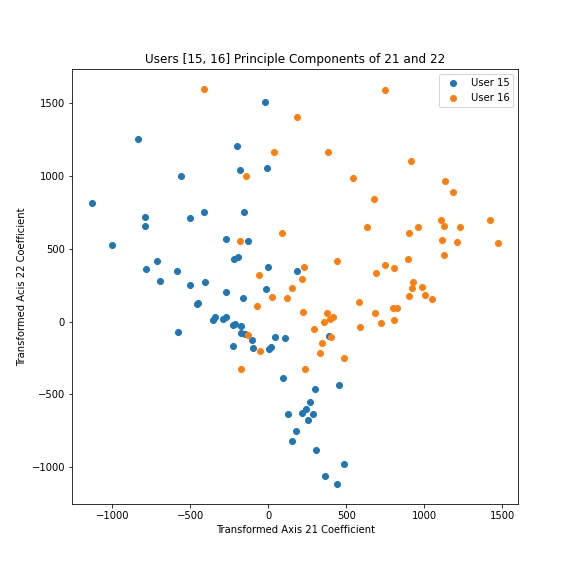 Users [15, 16] Principle Components of 21 and 22
User 15
User 16
Transformed Acis 22 Coefficient
1500
1000
500
0
−500
−1000
−1000
−500
0
500
1000
1500
Transformed Axis 21 Coefficient